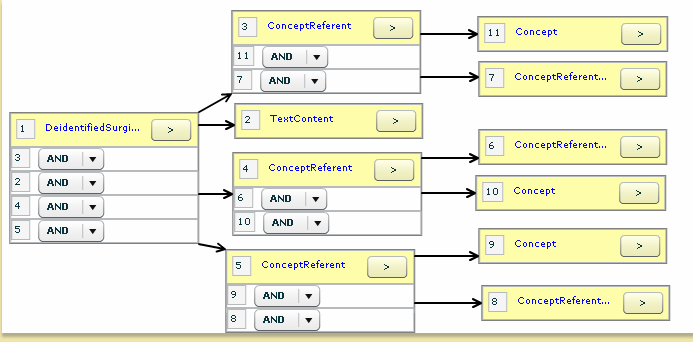 1 DeidentifiedSurgi... >
3 AND
2 AND
4 AND
5 AND
3 ConceptReferent >
11 AND
7 AND
2 TextContent >
4 ConceptReferent >
6 AND
10 AND
5 ConceptReferent >
9 AND
8 AND
11 Concept >
7 ConceptReferent... >
6 ConceptReferent... >
10 Concept >
9 Concept >
8 ConceptReferent... >